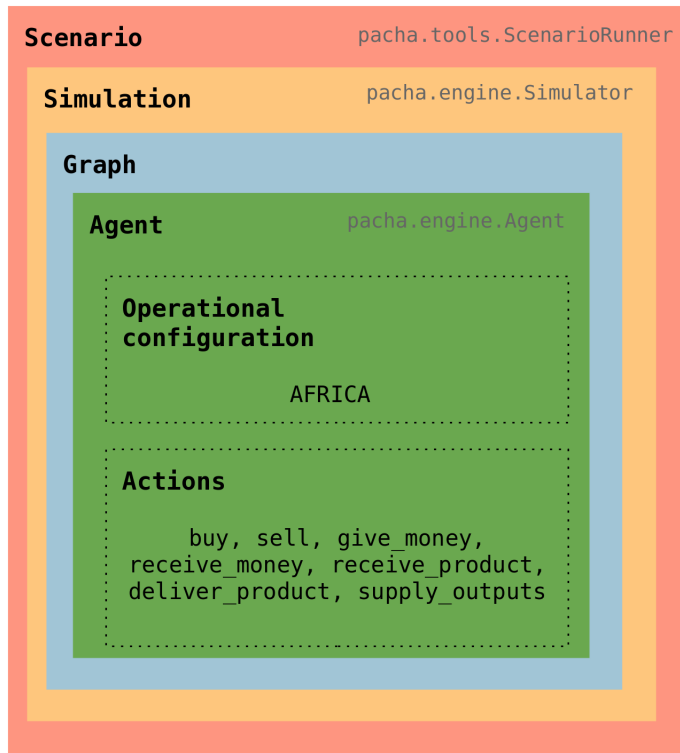 Scenario pacha.tools.ScenarioRunner
Simulation pacha.engine.Simulator
Graph
Agent pacha.engine.Agent
Operational
configuration
AFRICA
Actions
buy, sell, give_money,
receive_money, receive_product,
deliver_product, supply_outputs